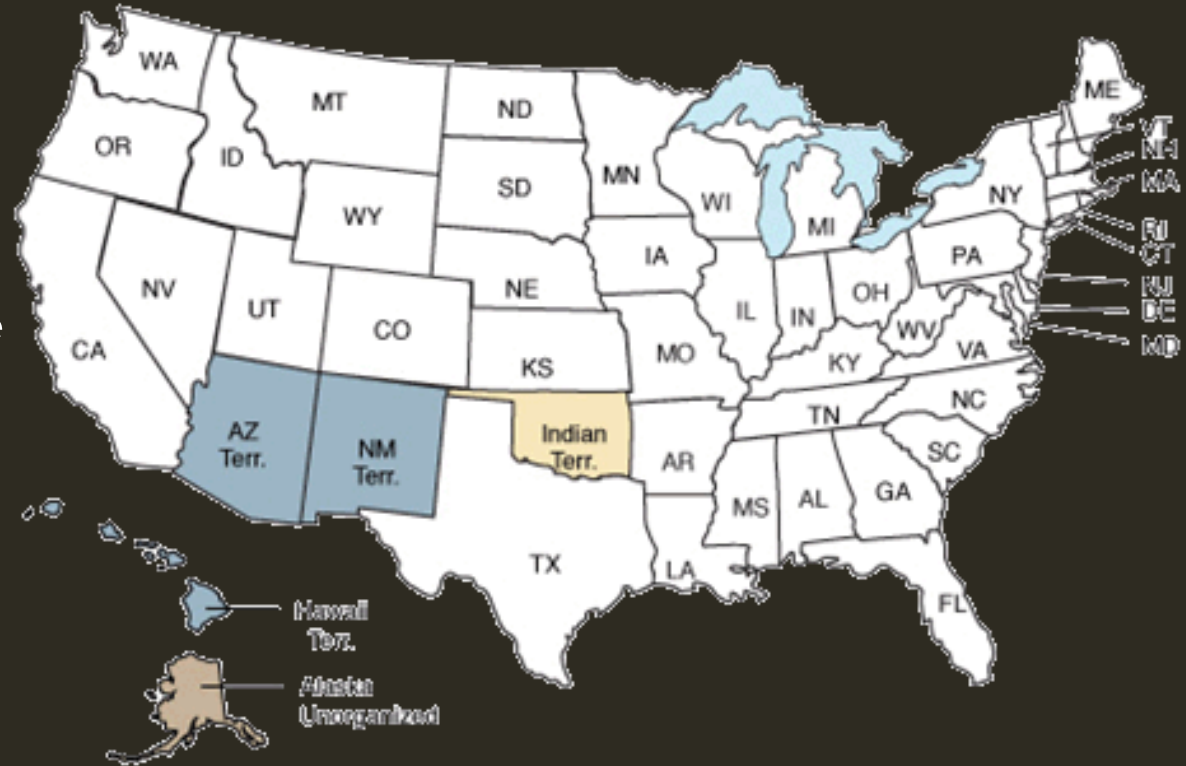 WA
MT
ND
MN
ME
VT
NH
MA
OR
ID
SD
WI
NY
WY
MI
RI
CT
IA
PA
NE
NV
UT
IL
IN
OH
NJ
DE
CO
WV
MD
CA
KS
MO
KY
VA
NC
TN
AZ
Terr.
NM
Terr.
Indian
Terr.
AR
SC
MS
AL
GA
TX
LA
FL
Hawaii
Terr.
Alaska
Unorganized